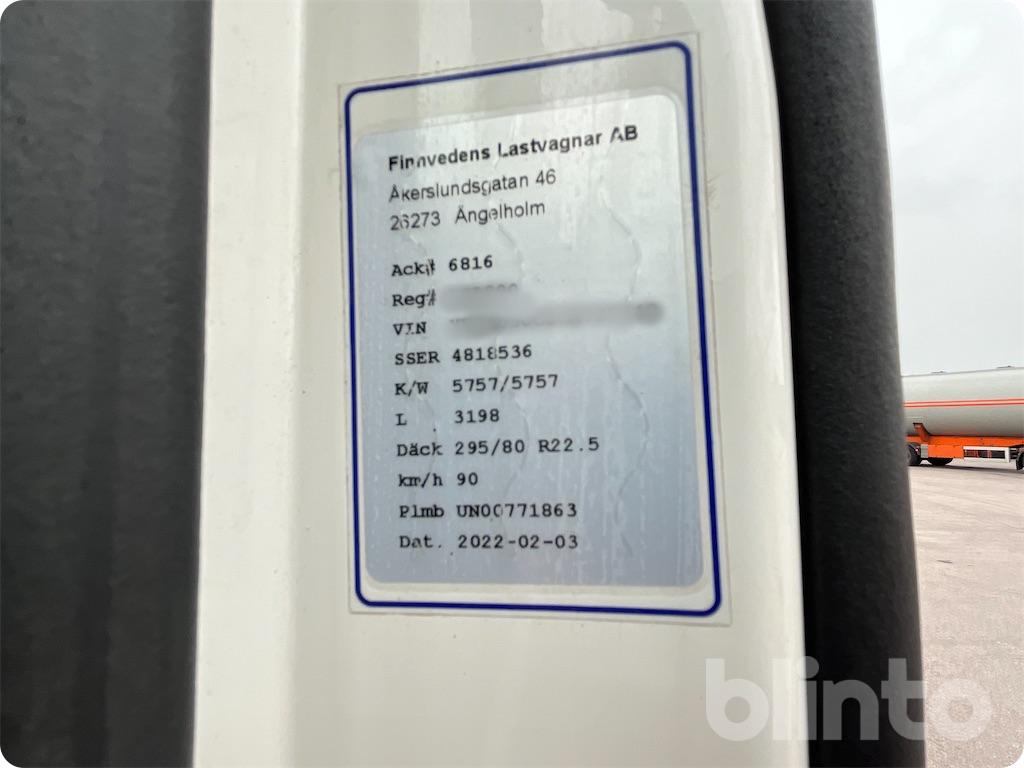 Finnvedens Lastvagnar AB
Åkerslundsgatan 46
26273 Ängelholm
Ack# 6816
Reg#
VIN
SSER 4818536
K/W 5757/5757
L 3198
Däck 295/80 R22.5
km/h 90
Plmb UN00771863
Dat. 2022-02-03
blinto